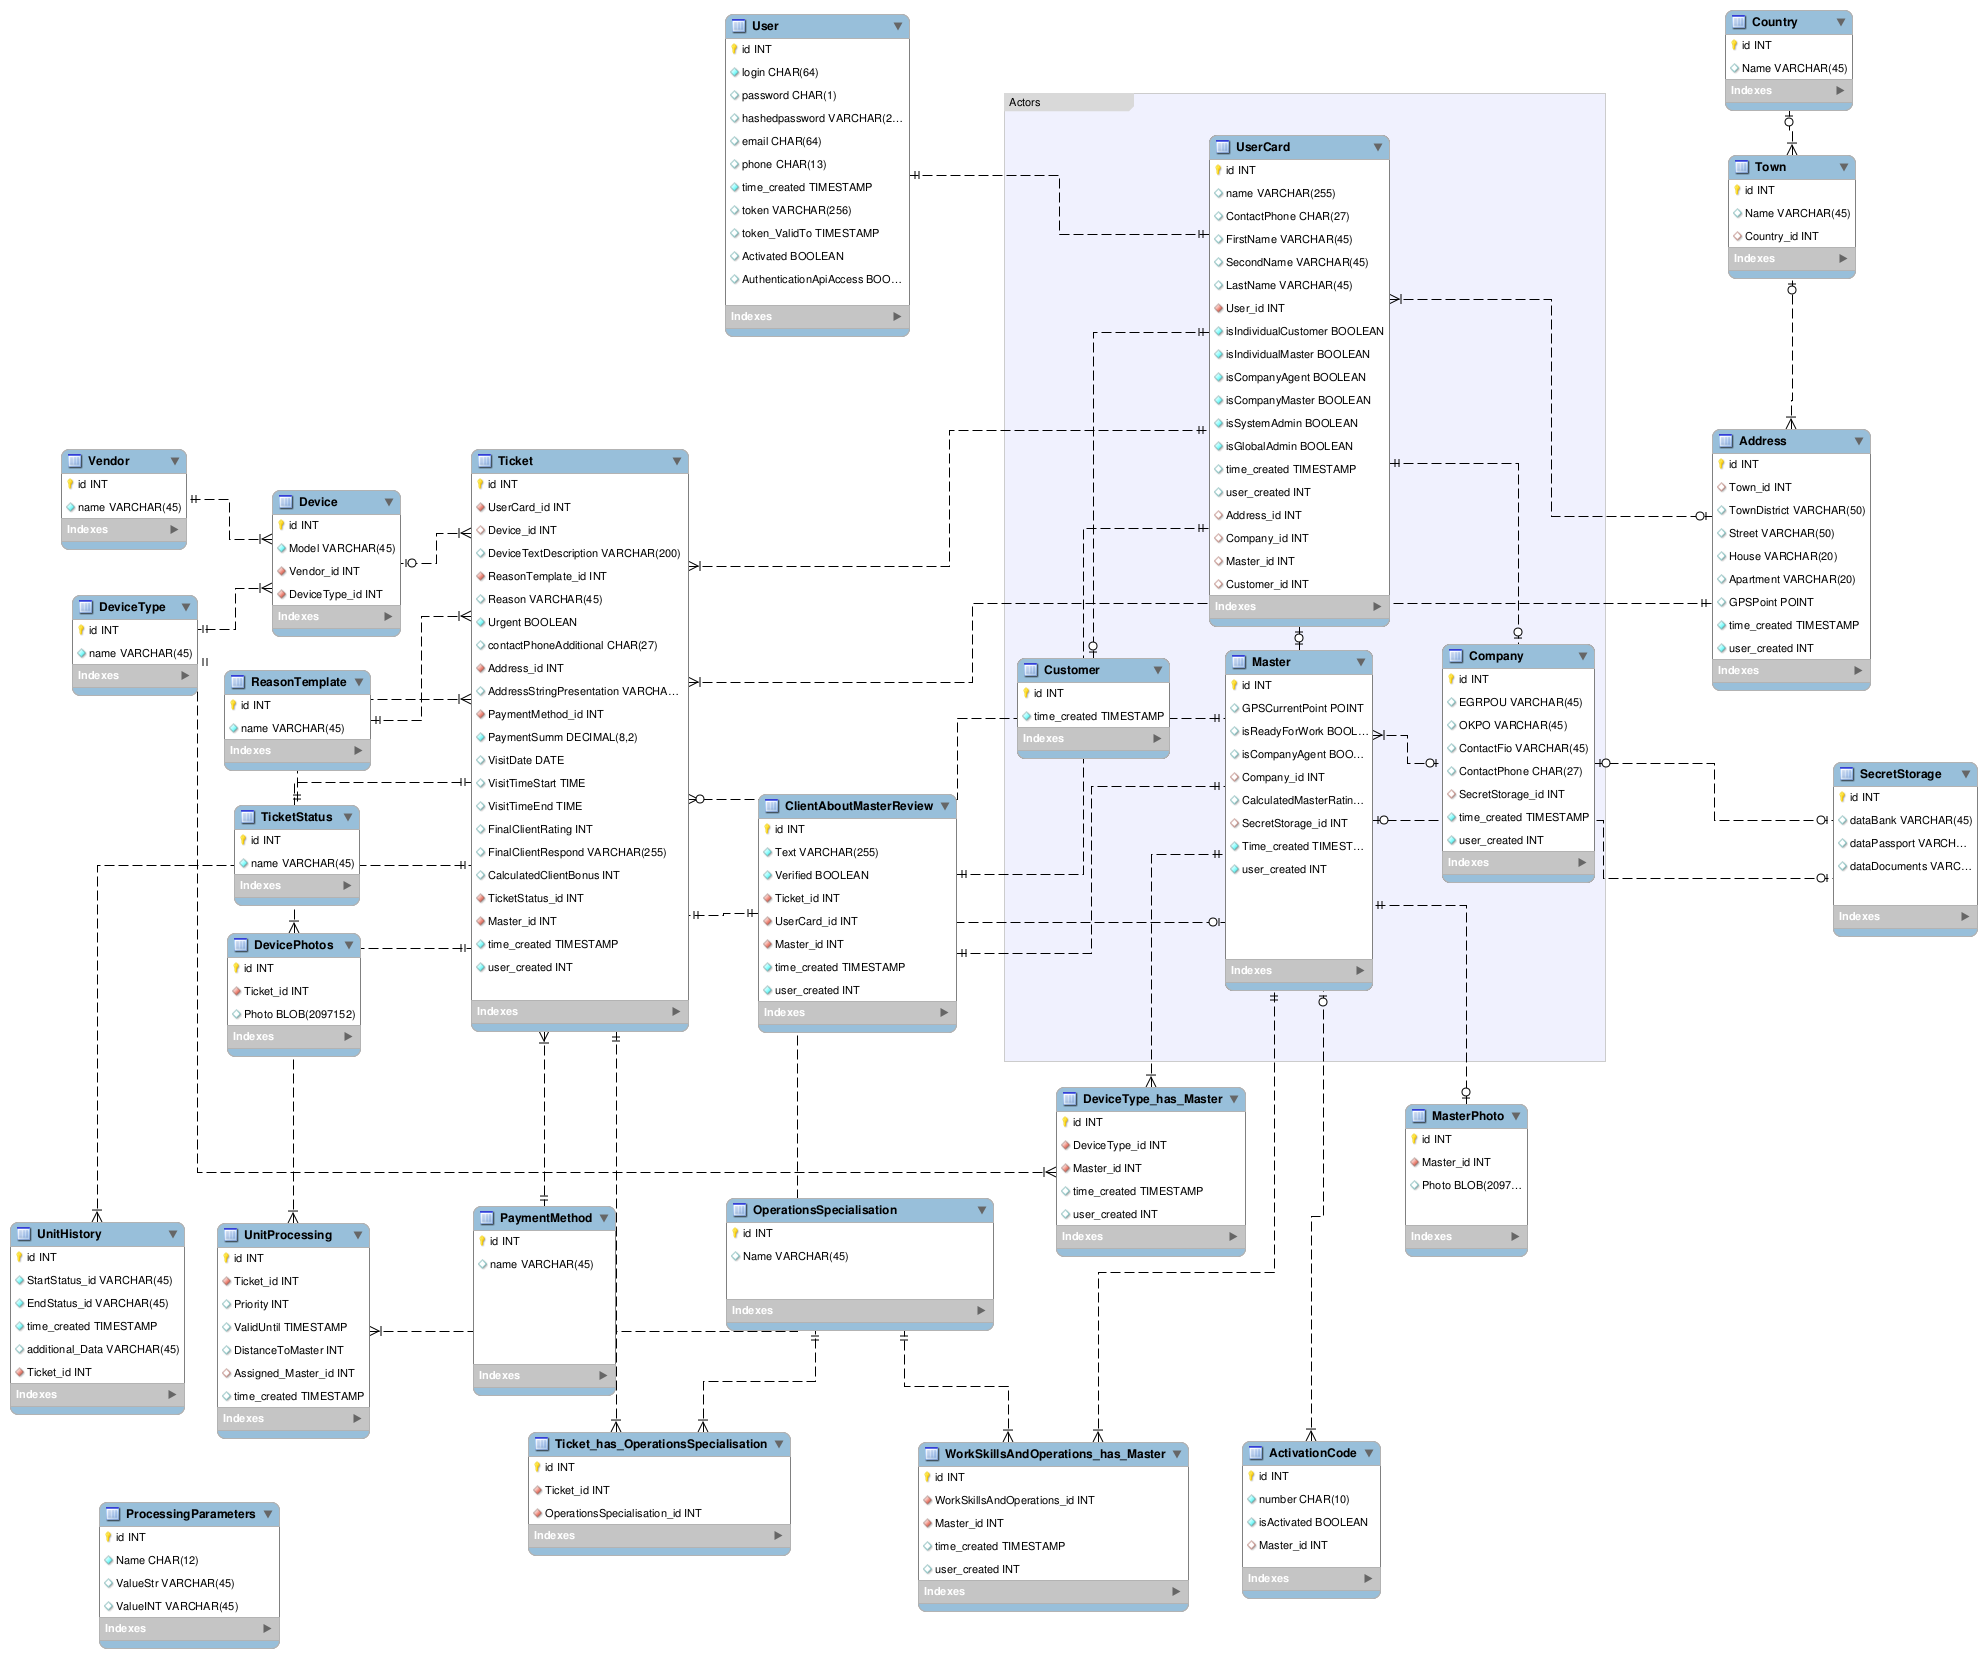 User
id INT
login CHAR(64)
password CHAR(1)
hashedpassword VARCHAR(2...
email CHAR(64)
phone CHAR(13)
time_created TIMESTAMP
token VARCHAR(256)
token_ValidTo TIMESTAMP
Activated BOOLEAN
AuthenticationApiAccess BOO...
Indexes
Actors
UserCard
id INT
name VARCHAR(255)
ContactPhone CHAR(27)
FirstName VARCHAR(45)
SecondName VARCHAR(45)
LastName VARCHAR(45)
User_id INT
isIndividualCustomer BOOLEAN
isIndividualMaster BOOLEAN
isCompanyAgent BOOLEAN
isCompanyMaster BOOLEAN
isSystemAdmin BOOLEAN
isGlobalAdmin BOOLEAN
time_created TIMESTAMP
user_created INT
Address_id INT
Company_id INT
Master_id INT
Customer_id INT
Indexes
Country
id INT
Name VARCHAR(45)
Indexes
Town
id INT
Name VARCHAR(45)
Country_id INT
Indexes
Address
id INT
Town_id INT
TownDistrict VARCHAR(50)
Street VARCHAR(50)
House VARCHAR(20)
Apartment VARCHAR(20)
GPSPoint POINT
time_created TIMESTAMP
user_created INT
Indexes
Vendor
id INT
name VARCHAR(45)
Indexes
Device
id INT
Model VARCHAR(45)
Vendor_id INT
DeviceType_id INT
Indexes
DeviceType
id INT
name VARCHAR(45)
Indexes
ReasonTemplate
id INT
name VARCHAR(45)
Indexes
TicketStatus
id INT
name VARCHAR(45)
Indexes
DevicePhotos
id INT
Ticket_id INT
Photo BLOB(2097152)
Indexes
Ticket
id INT
UserCard_id INT
Device_id INT
DeviceTextDescription VARCHAR(200)
ReasonTemplate_id INT
Reason VARCHAR(45)
Urgent BOOLEAN
contactPhoneAdditional CHAR(27)
Address_id INT
AddressStringPresentation VARCHA...
PaymentMethod_id INT
PaymentSumm DECIMAL(8,2)
VisitDate DATE
VisitTimeStart TIME
VisitTimeEnd TIME
FinalClientRating INT
FinalClientRespond VARCHAR(255)
CalculatedClientBonus INT
TicketStatus_id INT
Master_id INT
time_created TIMESTAMP
user_created INT
Indexes
ClientAboutMasterReview
id INT
Text VARCHAR(255)
Verified BOOLEAN
Ticket_id INT
UserCard_id INT
Master_id INT
time_created TIMESTAMP
user_created INT
Indexes
Customer
id INT
time_created TIMESTAMP
Indexes
Master
id INT
GPSCurrentPoint POINT
isReadyForWork BOOL...
isCompanyAgent BOO...
Company_id INT
CalculatedMasterRatin...
SecretStorage_id INT
Time_created TIMEST...
user_created INT
Indexes
Company
id INT
EGRPOU VARCHAR(45)
OKPO VARCHAR(45)
ContactFio VARCHAR(45)
ContactPhone CHAR(27)
SecretStorage_id INT
time_created TIMESTAMP
user_created INT
Indexes
SecretStorage
id INT
dataBank VARCHAR(45)
dataPassport VARCH...
dataDocuments VARC...
Indexes
DeviceType_has_Master
id INT
DeviceType_id INT
Master_id INT
time_created TIMESTAMP
user_created INT
Indexes
MasterPhoto
id INT
Master_id INT
Photo BLOB(2097...
Indexes
UnitHistory
id INT
StartStatus_id VARCHAR(45)
EndStatus_id VARCHAR(45)
time_created TIMESTAMP
additional_Data VARCHAR(45)
Ticket_id INT
Indexes
UnitProcessing
id INT
Ticket_id INT
Priority INT
ValidUntil TIMESTAMP
DistanceToMaster INT
Assigned_Master_id INT
time_created TIMESTAMP
Indexes
PaymentMethod
id INT
name VARCHAR(45)
Indexes
OperationsSpecialisation
id INT
Name VARCHAR(45)
Indexes
Ticket_has_OperationsSpecialisation
id INT
Ticket_id INT
OperationsSpecialisation_id INT
Indexes
WorkSkillsAndOperations_has_Master
id INT
WorkSkillsAndOperations_id INT
Master_id INT
time_created TIMESTAMP
user_created INT
Indexes
ActivationCode
id INT
number CHAR(10)
isActivated BOOLEAN
Master_id INT
Indexes
ProcessingParameters
id INT
Name CHAR(12)
ValueStr VARCHAR(45)
ValueINT VARCHAR(45)
Indexes